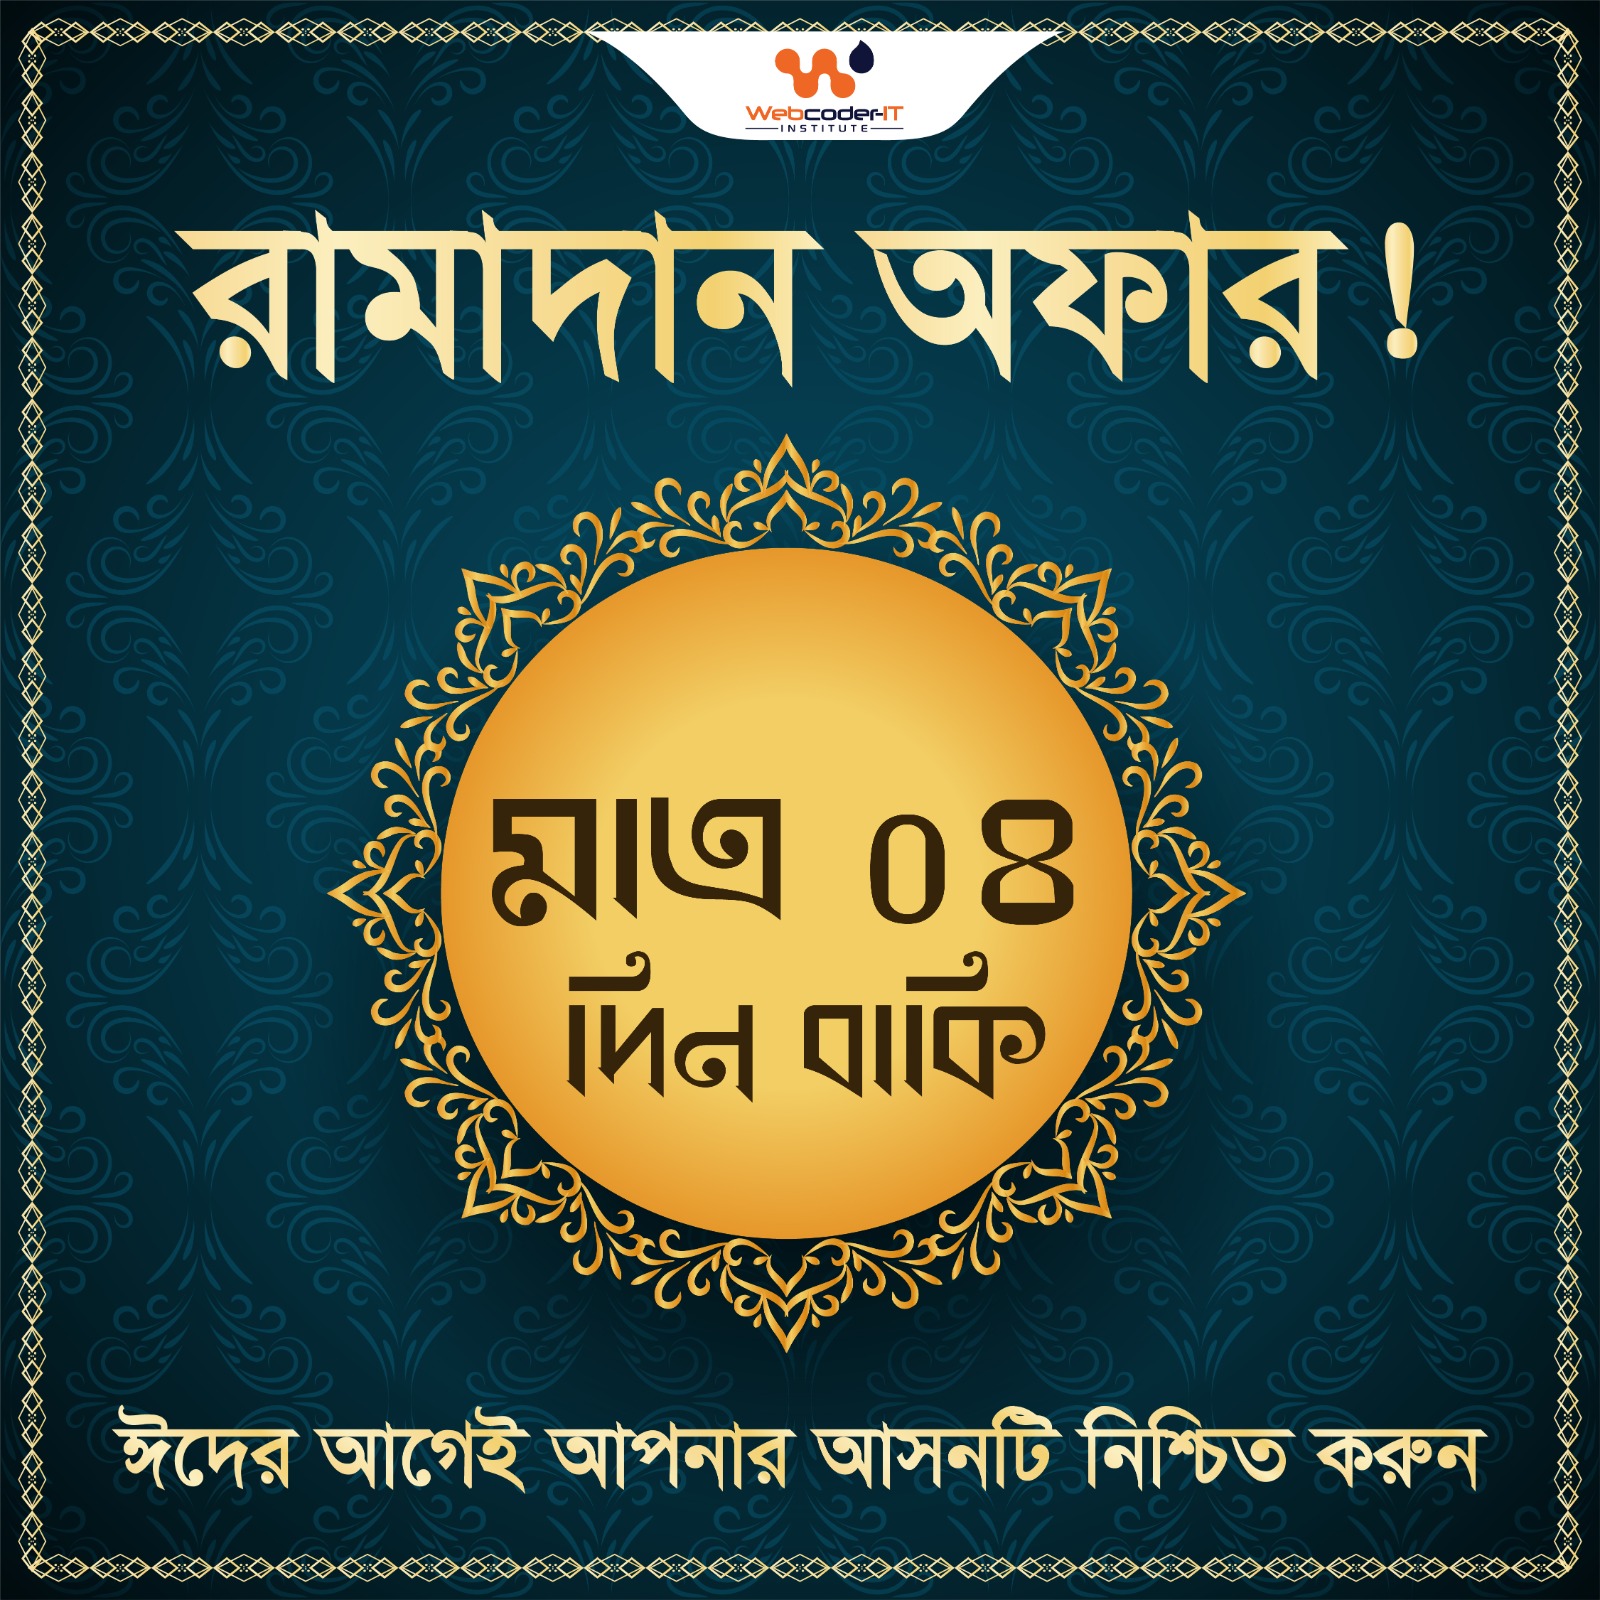 Webcoder-IT
INSTITUTE
রামাদান অফার !
মাত্র ০৪
দিন বাকি
ঈদের আগেই আপনার আসনটি নিশ্চিত করুন